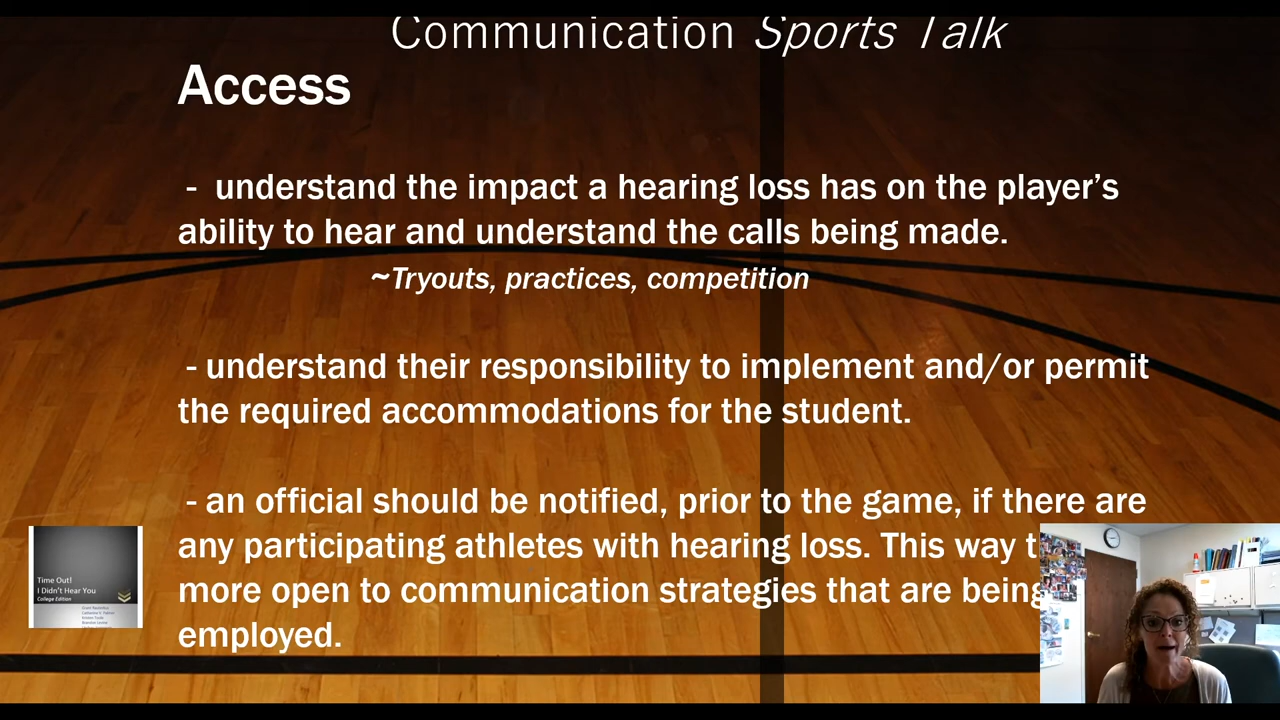 Communication Sports Talk
Access
- understand the impact a hearing loss has on the player's
ability to hear and understand the calls being made.
~Tryouts, practices, competition
- understand their responsibility to implement and/or permit
the required accommodations for the student.
- an official should be notified, prior to the game, if there are
any participating athletes with hearing loss. This way
more open to communication strategies that are being
employed.
Time Out!
I Didn't Hear You
College Edition